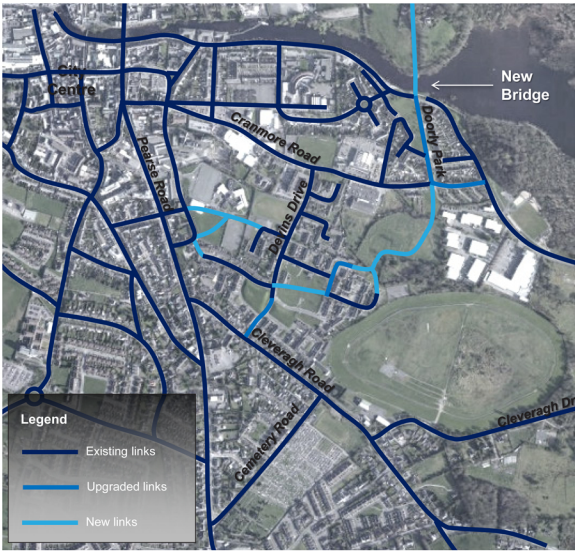 City
Centre
New
Bridge
Doorly Park
Cranmore Road
Pearse Road
Devins Drive
Cleveragh Road
Cleveragh Dr
Cemetery Road
Legend
Existing links
Upgraded links
New links